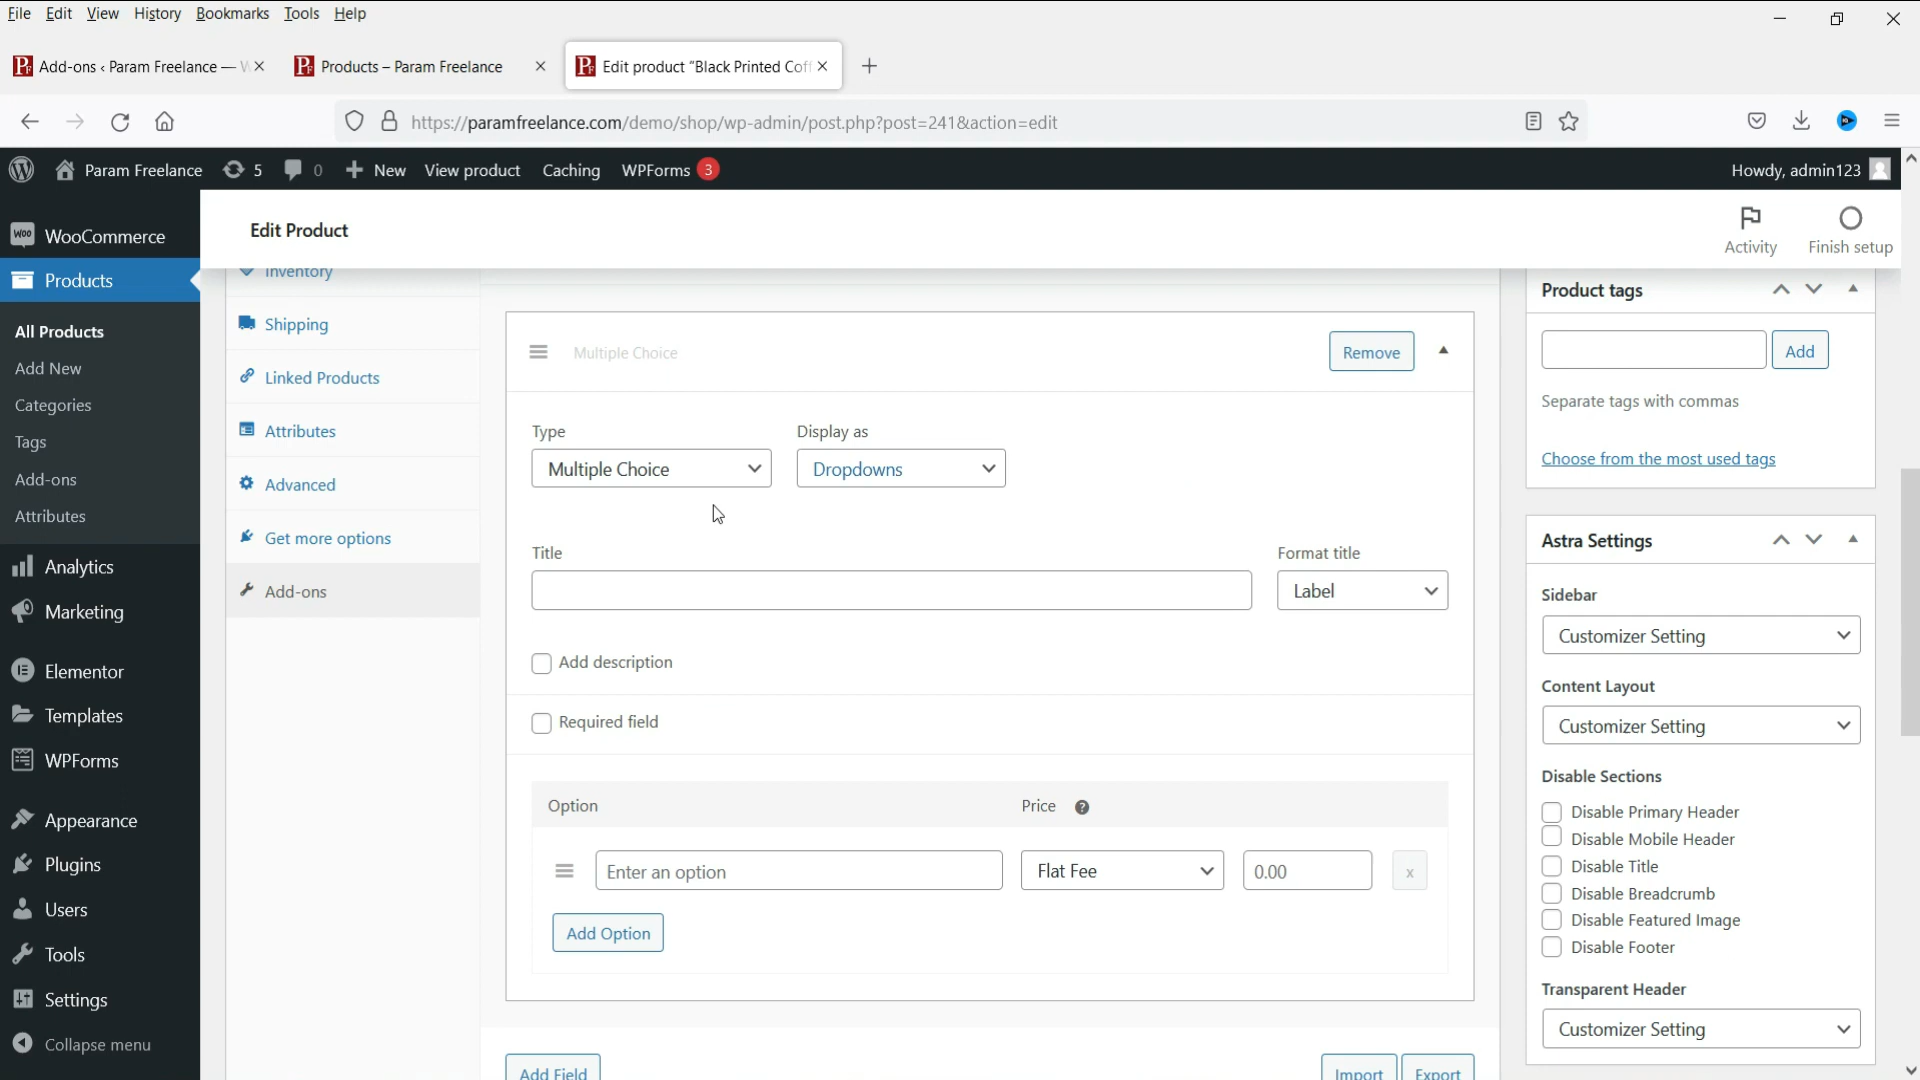 File Edit View History Bookmarks Tools Help
Add-ons ‹ Param Freelance —
Products – Param Freelance
Edit product “Black Printed Cof
https://paramfreelance.com/demo/shop/wp-admin/post.php?post=241&action=edit
Param Freelance 5 0 New View product Caching WPForms 3
Howdy, admin123
WooCommerce
Products
All Products
Add New
Categories
Tags
Add-ons
Attributes
Analytics
Marketing
Elementor
Templates
WPForms
Appearance
Plugins
Users
Tools
Settings
Collapse menu
Edit Product
Activity
Finish setup
Inventory
Shipping
Linked Products
Attributes
Advanced
Get more options
Add-ons
Multiple Choice
Remove
Type
Display as
Multiple Choice
Dropdowns
Title
Format title
Label
Add description
Required field
Option
Price
Enter an option
Flat Fee
0.00
x
Add Option
Add Field
Import
Export
Product tags
Add
Separate tags with commas
Choose from the most used tags
Astra Settings
Sidebar
Customizer Setting
Content Layout
Customizer Setting
Disable Sections
Disable Primary Header
Disable Mobile Header
Disable Title
Disable Breadcrumb
Disable Featured Image
Disable Footer
Transparent Header
Customizer Setting